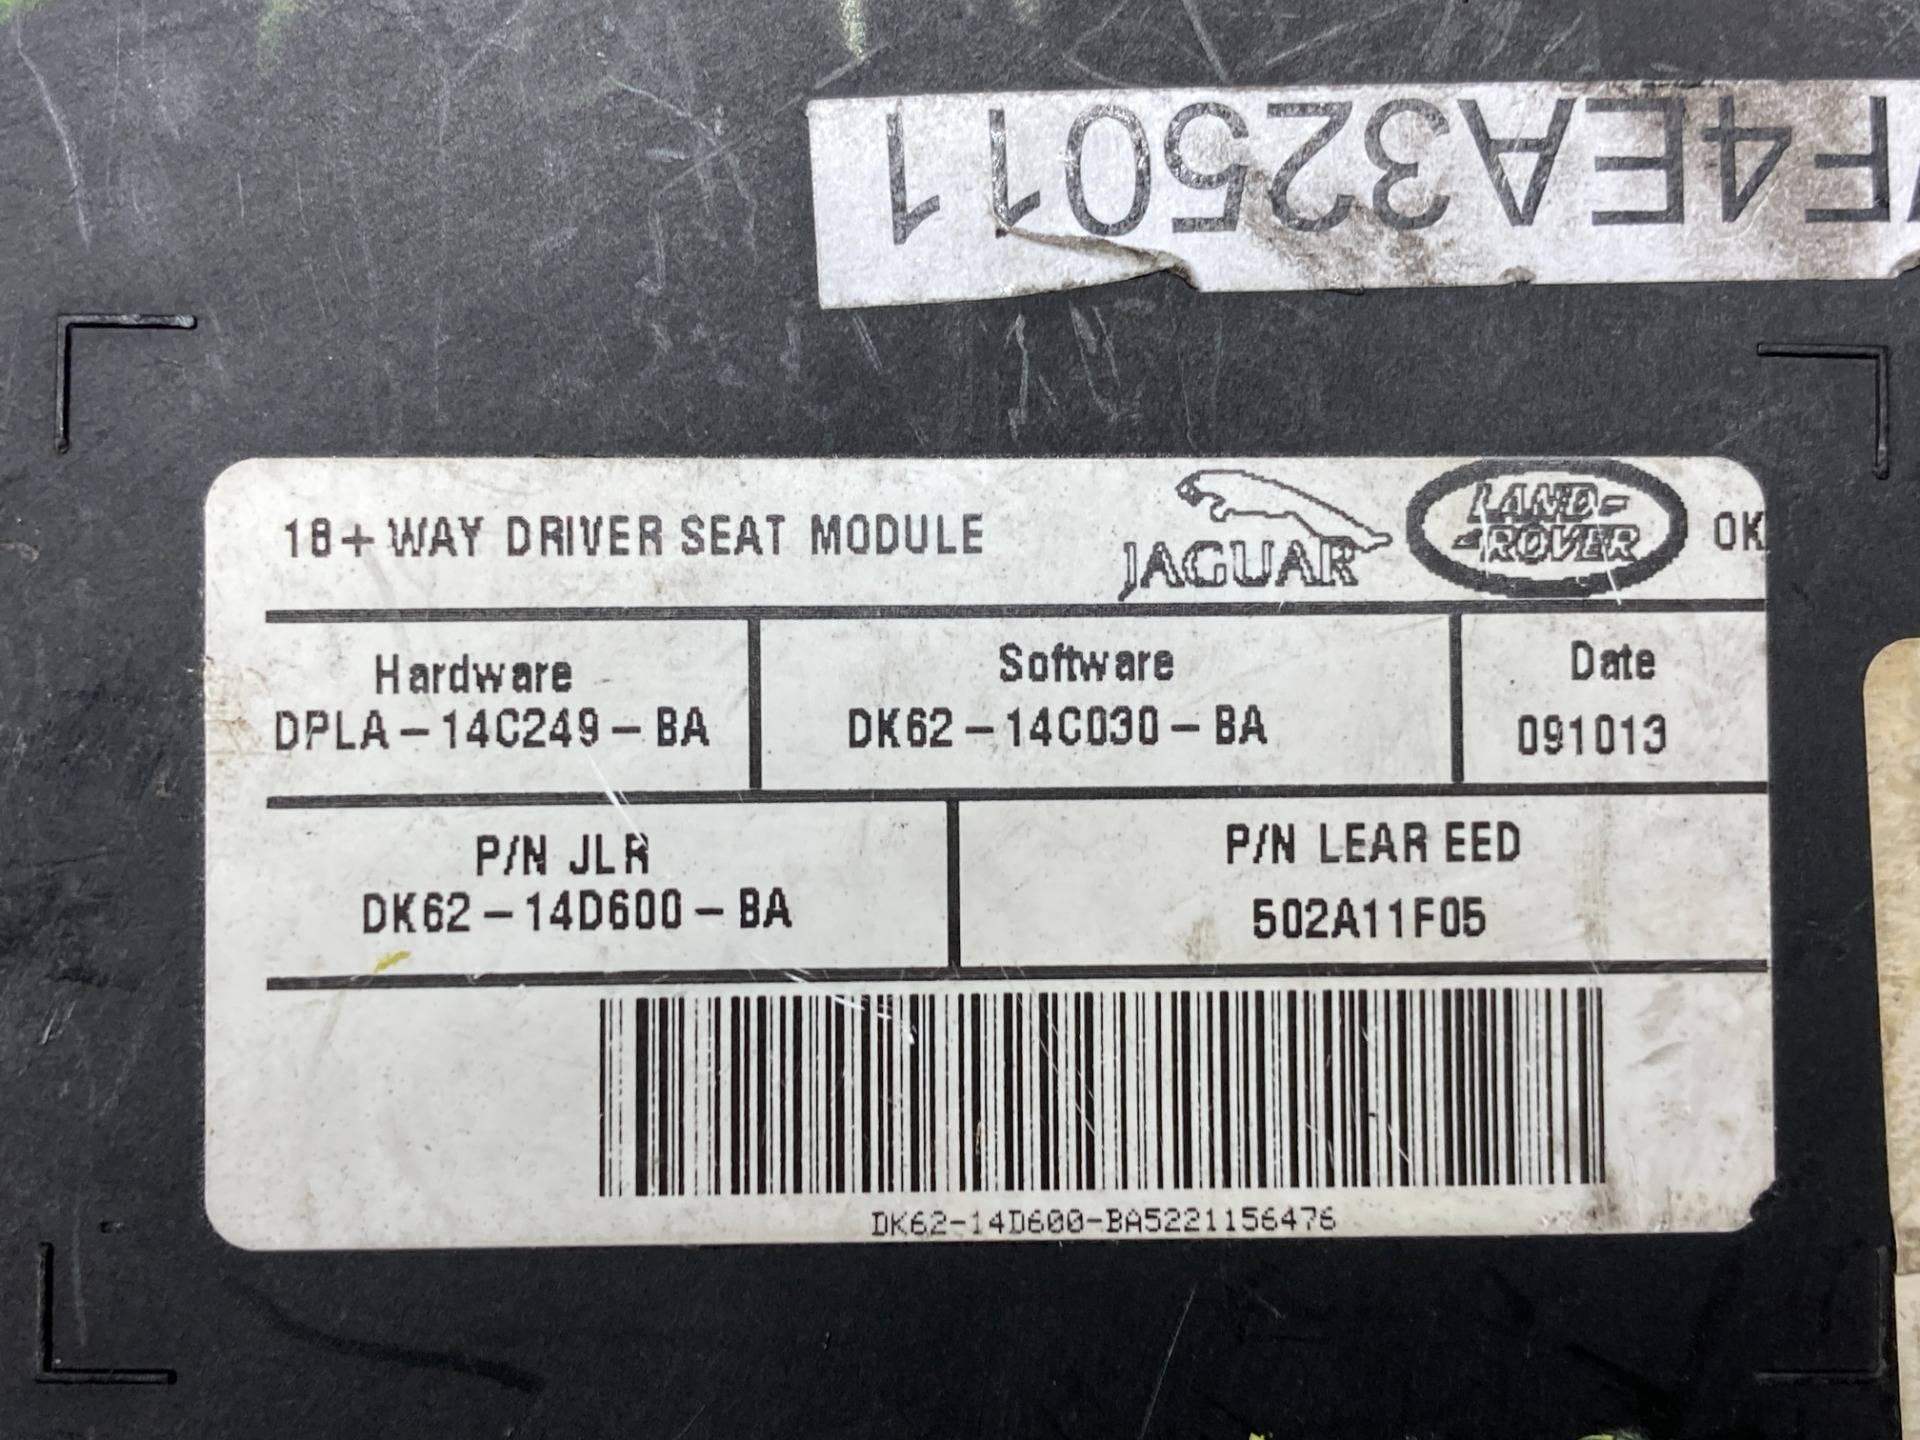 F4EA325011
18+ WAY DRIVER SEAT MODULE
JAGUAR
LAND-
-ROVER
OK
Hardware
Software
Date
DPLA-14C249-BA
DK62-14C030-BA
091013
P/N JLR
P/N LEAR EED
DK62-14D600-BA
502A11F05
DK62-14D600-BA5221156476